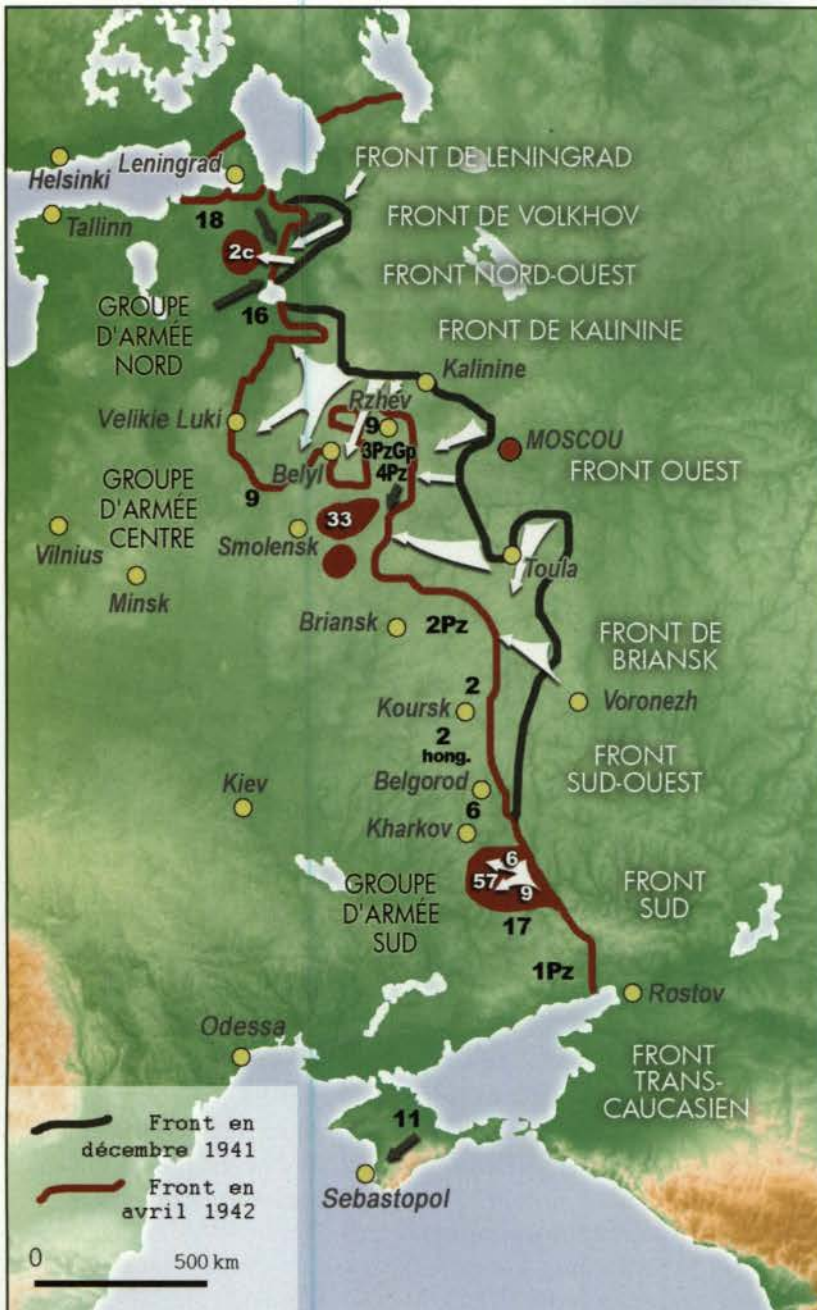 Helsinki
Leningrad
FRONT DE LENINGRAD
Tallinn
18
FRONT DE VOLKHOV
2c
FRONT NORD-OUEST
GROUPE
D'ARMÉE
NORD
16
FRONT DE KALININE
Kalinine
Velikie Luki
Rzhév
9
3PzGp
4Pz
Belyl
MOSCOU
FRONT OUEST
9
GROUPE
D'ARMÉE
CENTRE
33
Vilnius
Smolensk
Toula
Minsk
Briansk
2Pz
FRONT DE
BRIANSK
2
Koursk
Voronezh
2
hong.
FRONT
SUD-OUEST
Kiev
Belgorod
6
Kharkov
6
57
9
GROUPE
D'ARMÉE
SUD
FRONT
SUD
17
1Pz
Rostov
Odessa
FRONT
TRANS-
CAUCASIEN
11
Sebastopol
Front en
décembre 1941
Front en
avril 1942
0 500 km